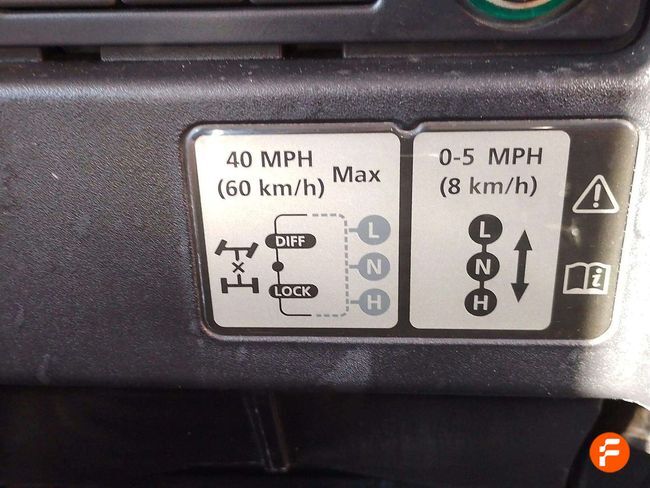 40 MPH
(60 km/h)
Max
DIFF
LOCK
L
N
H
0-5 MPH
(8 km/h)
L
N
H
i
F